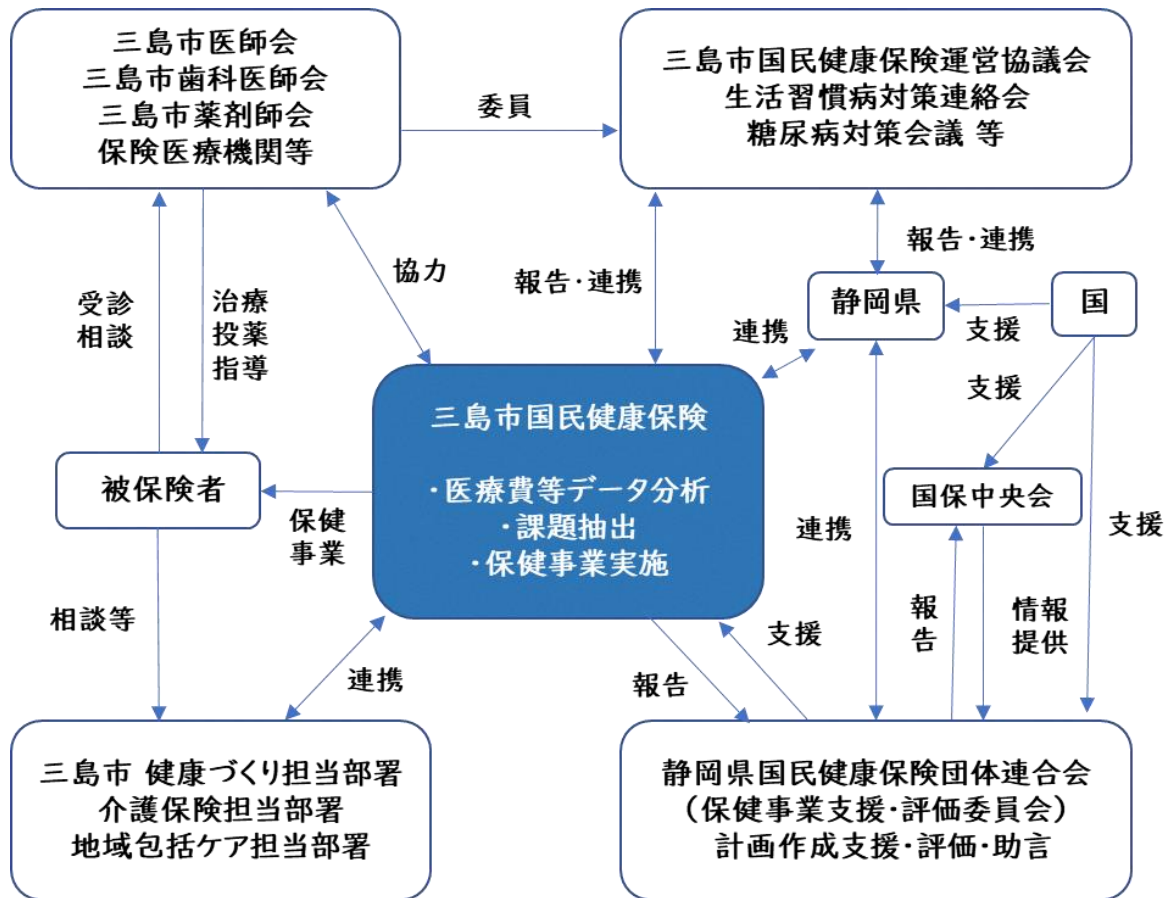 三島市医師会
三島市歯科医師会
三島市薬剤師会
保険医療機関等
委員
三島市国民健康保険運営協議会
生活習慣病対策連絡会
糖尿病対策会議 等
受診
相談
治療
投薬
指導
協力
報告・連携
報告・連携
静岡県
国
支援
連携
支援
三島市国民健康保険
・医療費等データ分析
・課題抽出
・保健事業実施
被保険者
保健
事業
国保中央会
連携
支援
相談等
連携
報告
支援
報
告
情報
提供
三島市 健康づくり担当部署
介護保険担当部署
地域包括ケア担当部署
静岡県国民健康保険団体連合会
(保健事業支援・評価委員会)
計画作成支援・評価・助言